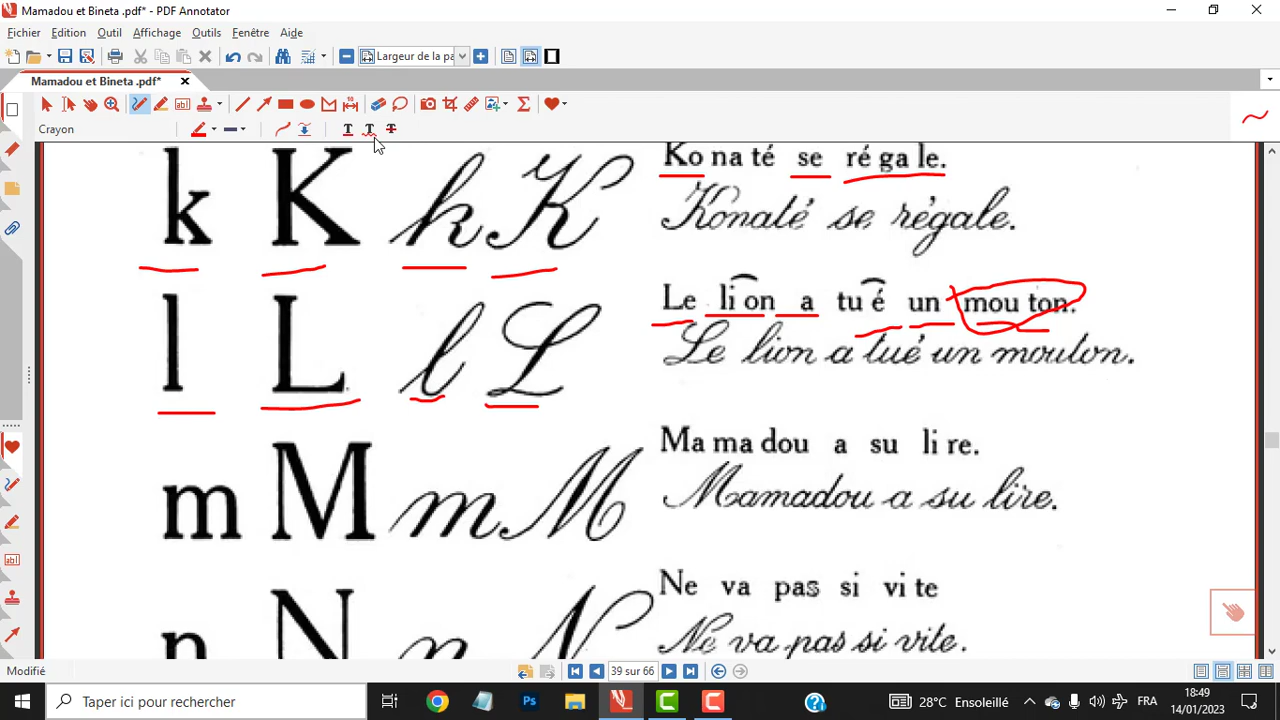 Mamadou et Bineta .pdf* - PDF Annotator
Fichier Edition Outil Affichage Outils Fenêtre Aide
Largeur de la pa
Mamadou et Bineta .pdf*
Crayon
k K k K
Ko na té se ré ga le.
Konaté se régale.
l L l L
Le li on a tu é un mou ton.
Le lion a tué un mouton.
m M m M
Ma ma dou a su li re.
Mamadou a su lire.
n N n N
Ne va pas si vi te
Ne va pas si vite.
Modifié
39 sur 66
Taper ici pour rechercher
28°C Ensoleillé
FRA
18:49
14/01/2023